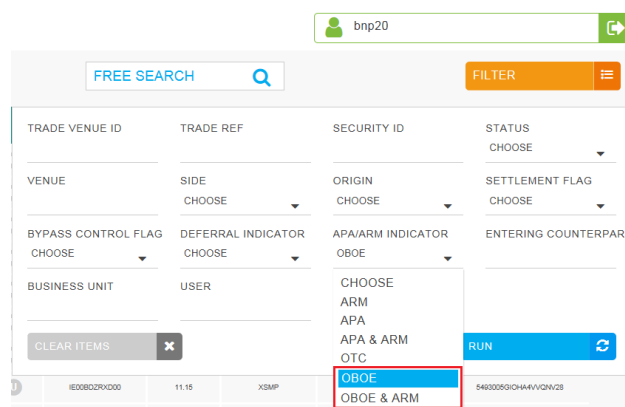 bnp20
FREE SEARCH
FILTER
TRADE VENUE ID TRADE REF SECURITY ID STATUS
CHOOSE
VENUE SIDE ORIGIN SETTLEMENT FLAG
CHOOSE CHOOSE CHOOSE
BYPASS CONTROL FLAG DEFERRAL INDICATOR APA/ARM INDICATOR ENTERING COUNTERPAR
CHOOSE CHOOSE OBOE
BUSINESS UNIT USER
CHOOSE
ARM
APA
APA & ARM
OTC
OBOE
OBOE & ARM
CLEAR ITEMS RUN
IE00BDZRXD00 11.15 XSMP 5493005GIOHA4VVQNV28